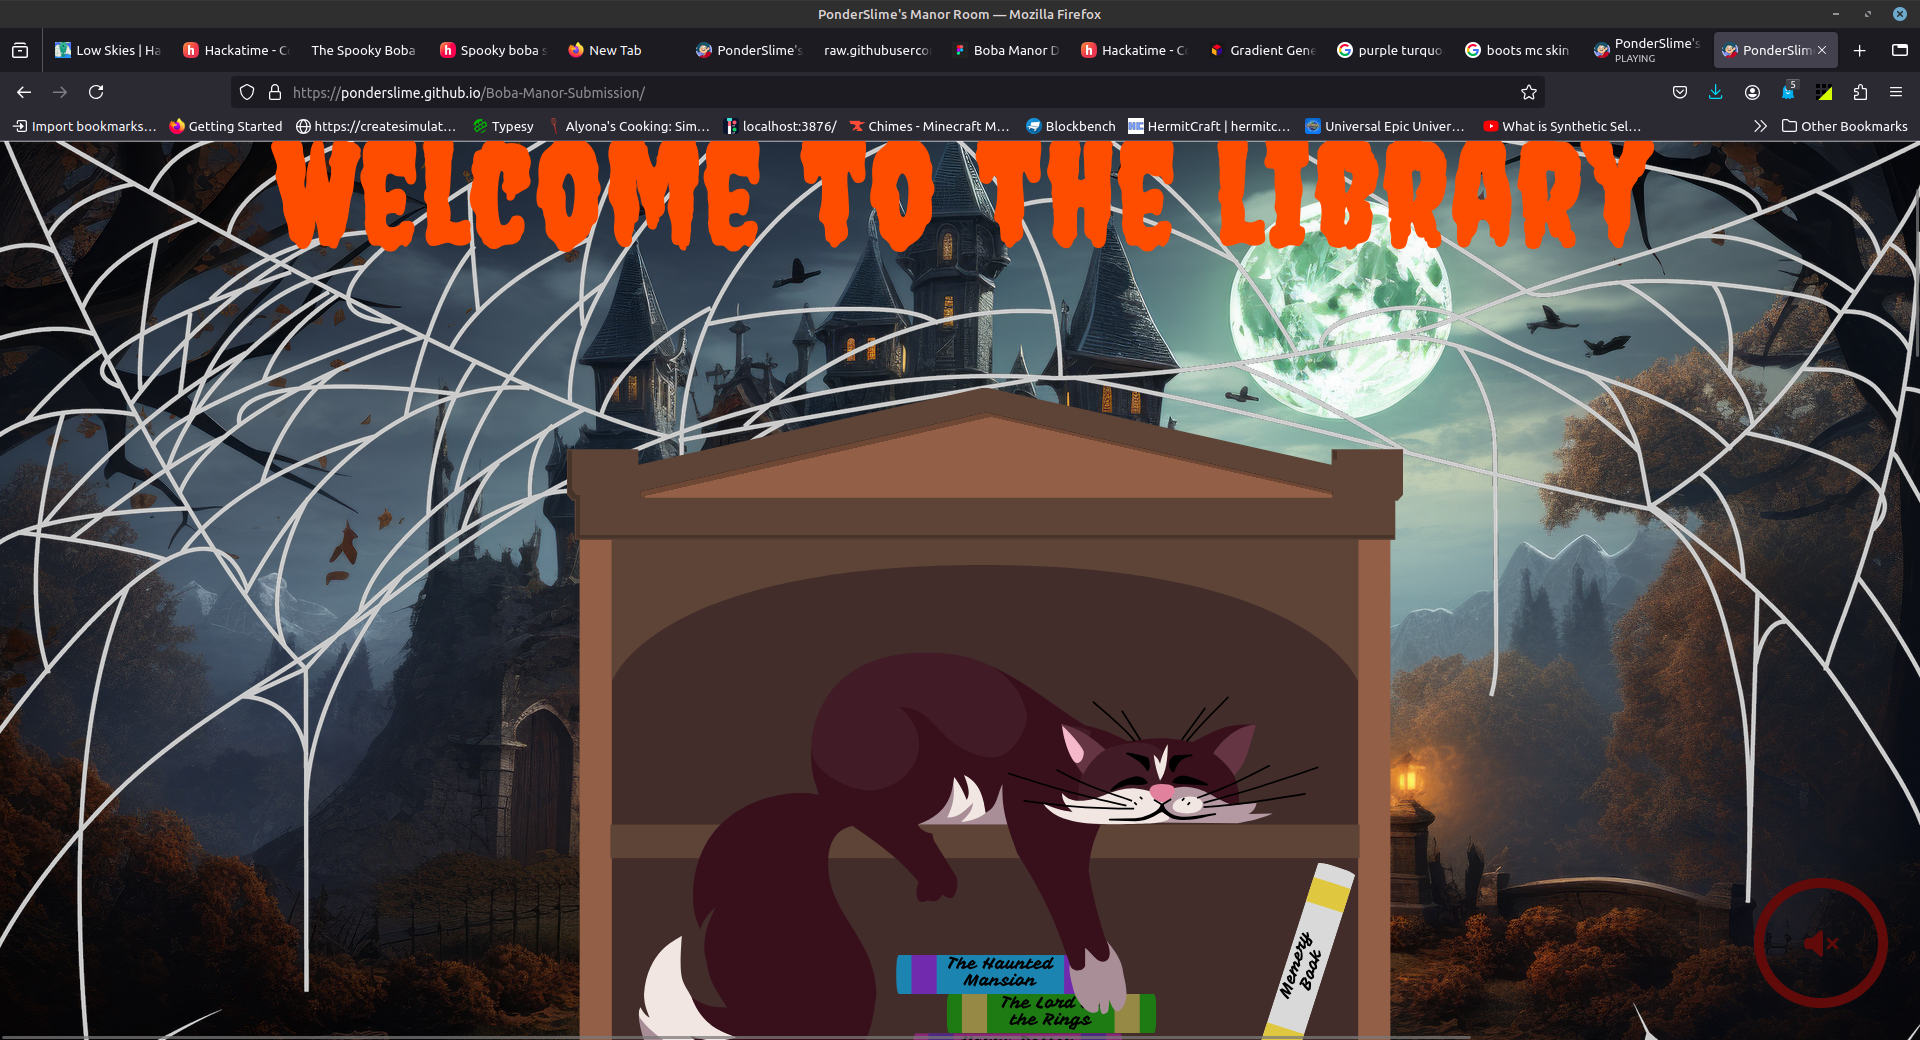 PonderSlime's Manor Room — Mozilla Firefox
Low Skies | Ha
Hackatime - C
The Spooky Boba
Spooky boba s
New Tab
PonderSlime's
raw.githubuserco
Boba Manor D
Hackatime - C
Gradient Gene
purple turquo
boots mc skin
PonderSlime's
PLAYING
PonderSlim
https://ponderslime.github.io/Boba-Manor-Submission/
5
Import bookmarks...
Getting Started
https://createsimulat...
Typesy
Alyona's Cooking: Sim...
localhost:3876/
Chimes - Minecraft M...
Blockbench
HermitCraft | hermitc...
Universal Epic Univer...
What is Synthetic Sel...
Other Bookmarks
WELCOME TO THE LIBRARY
The Haunted
Mansion
The Lord
the Rings
Memory
Book